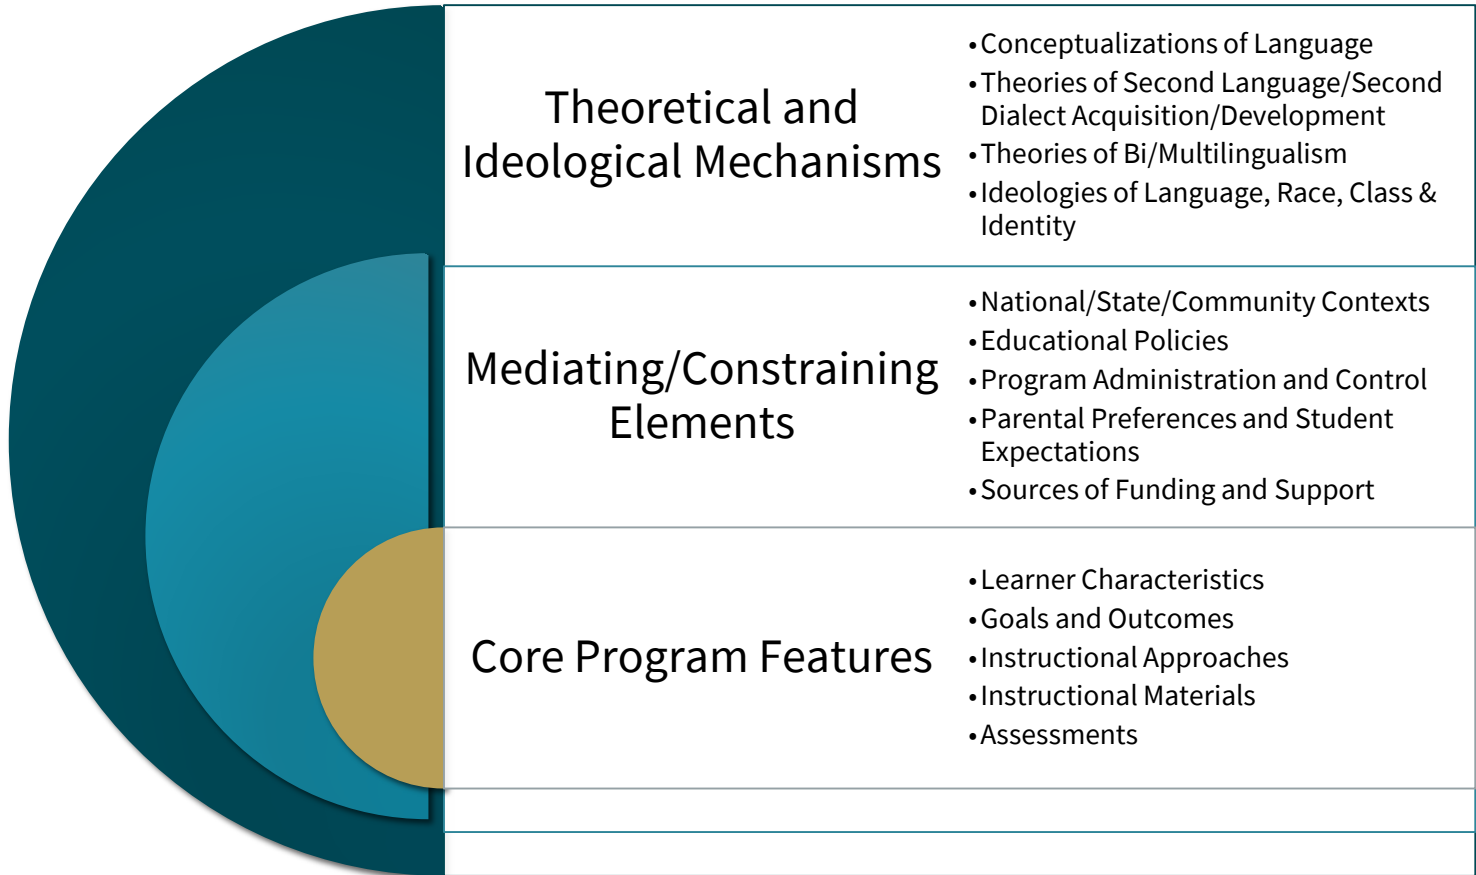 Theoretical and
Ideological Mechanisms
•Conceptualizations of Language
•Theories of Second Language/Second
Dialect Acquisition/Development
•Theories of Bi/Multilingualism
•Ideologies of Language, Race, Class &
Identity
Mediating/Constraining
Elements
•National/State/Community Contexts
•Educational Policies
•Program Administration and Control
•Parental Preferences and Student
Expectations
•Sources of Funding and Support
Core Program Features
•Learner Characteristics
•Goals and Outcomes
•Instructional Approaches
•Instructional Materials
•Assessments